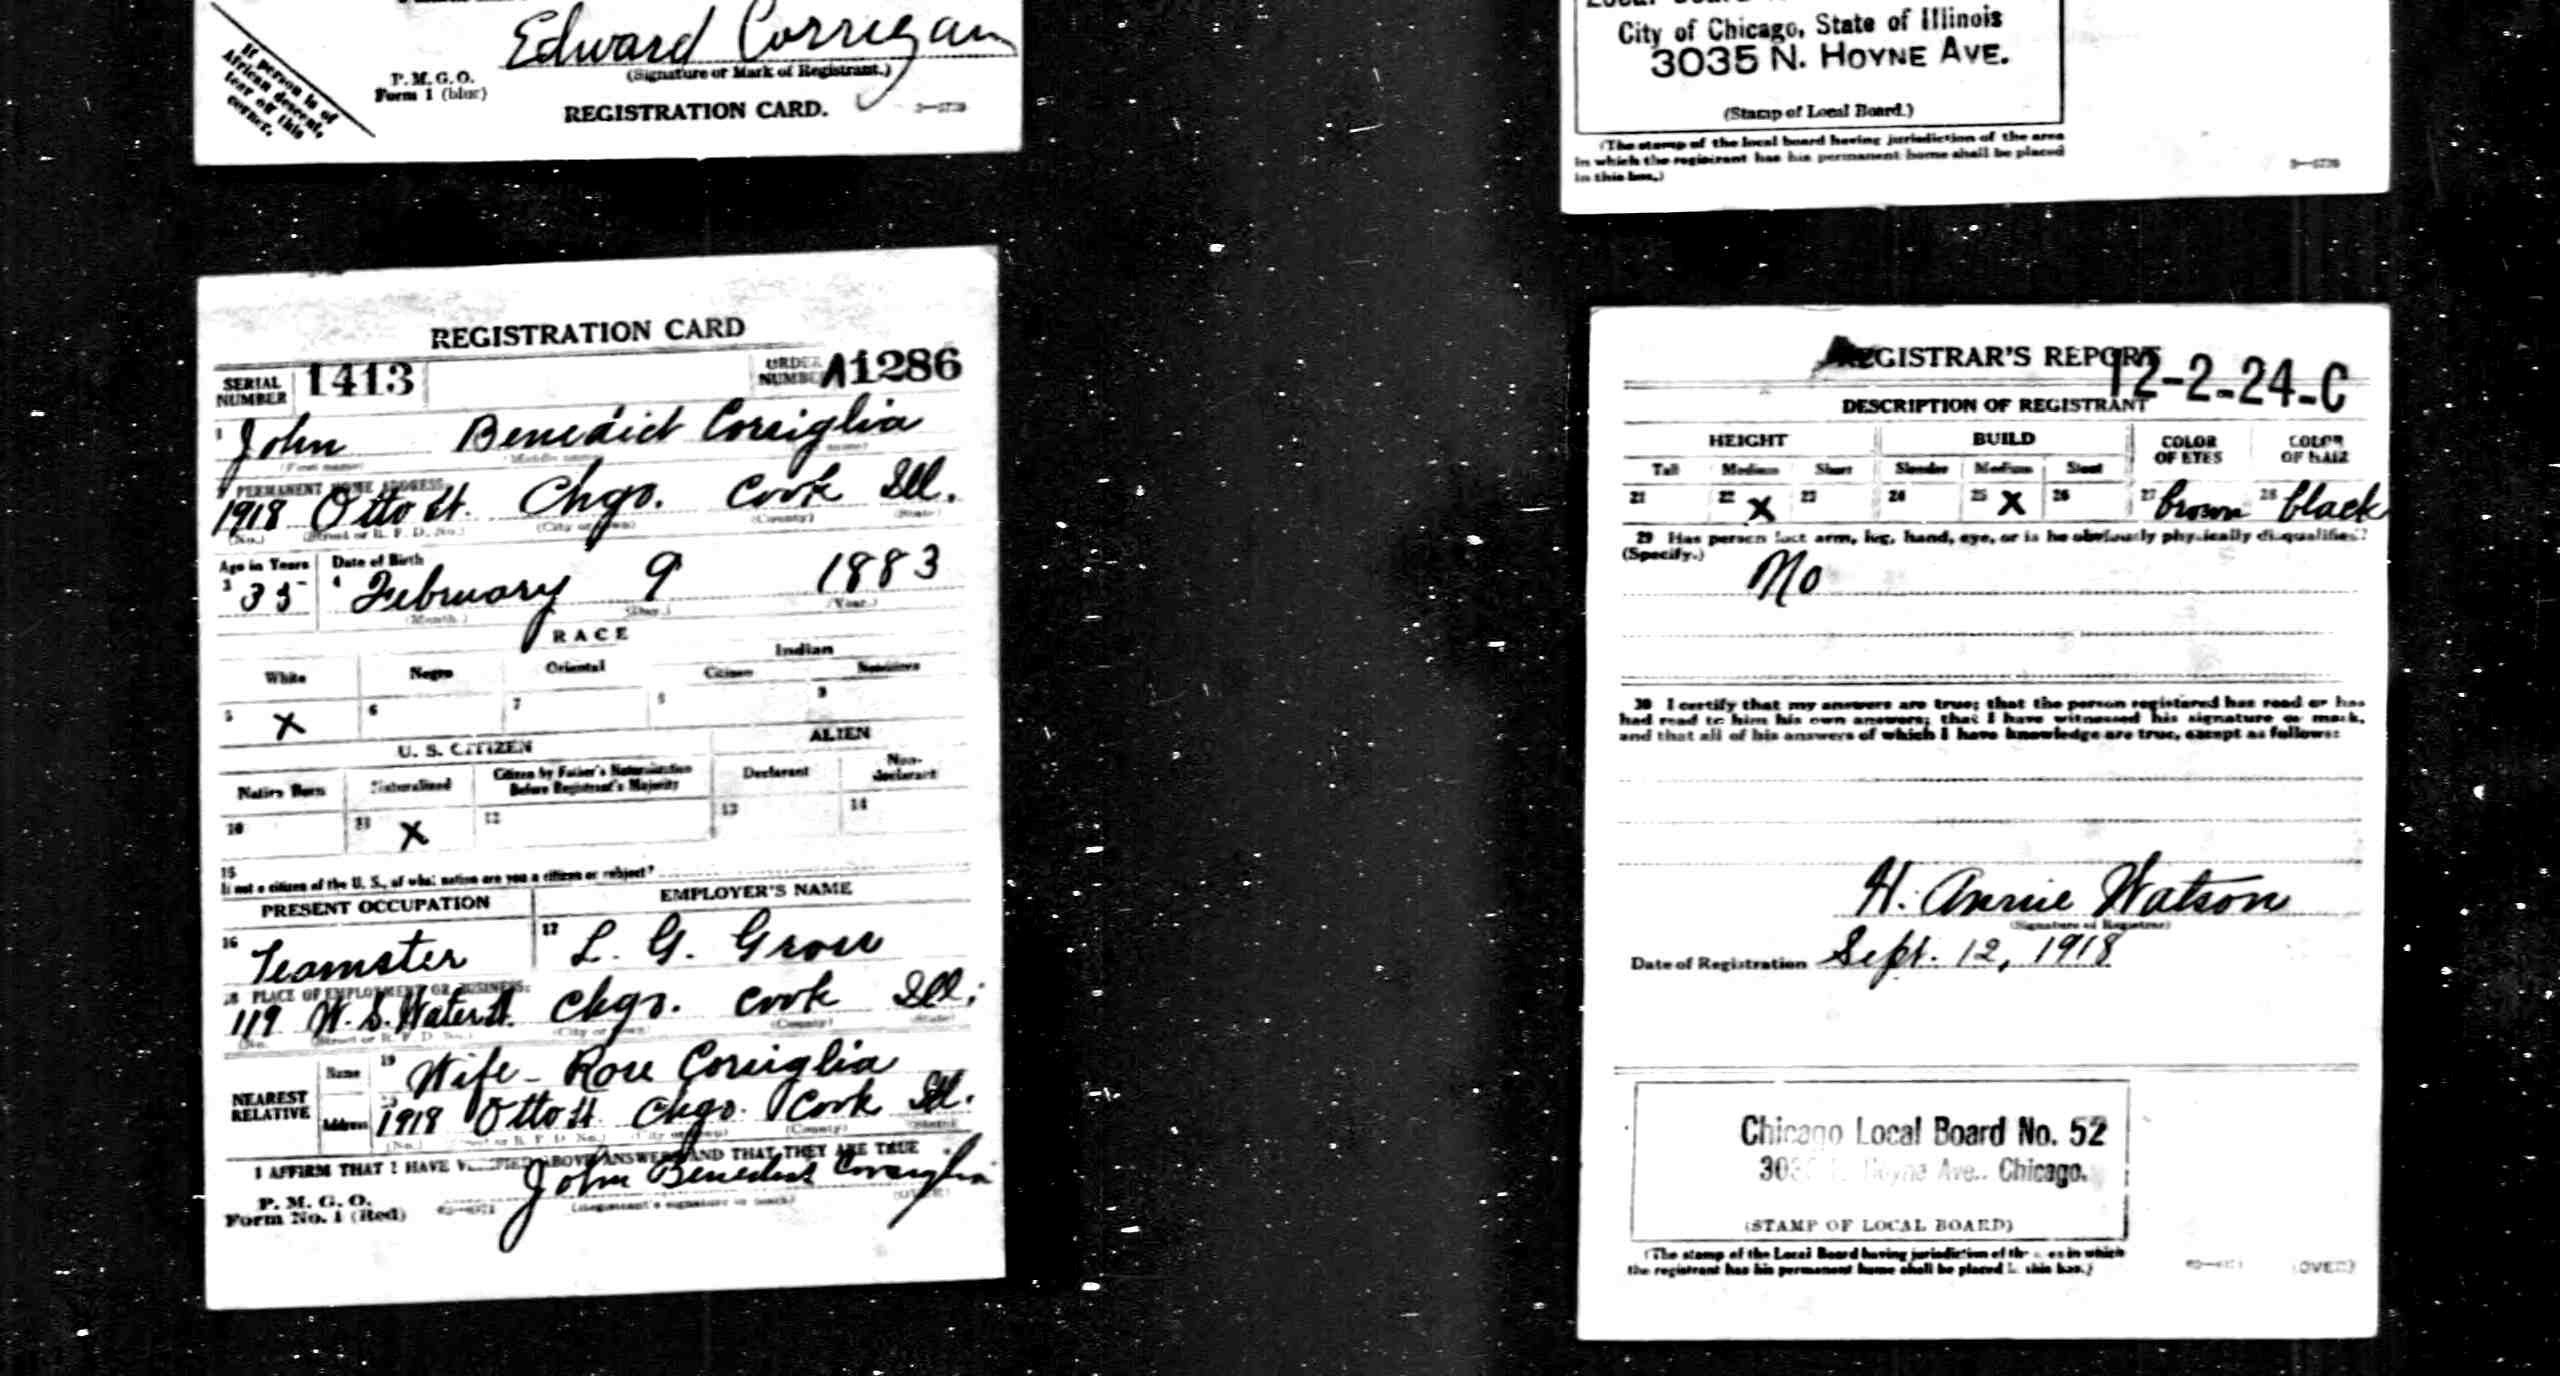 Edward Corrigan
(Signature or Mark of Registrant.)
If person is of
African descent,
tear off this
corner.
P. M. G. O.
Form 1 (blue)
REGISTRATION CARD.
City of Chicago, State of Illinois
3035 N. HOYNE AVE.
(Stamp of Local Board.)
(The stamp of the local board having jurisdiction of the area
in which the registrant has his permanent home shall be placed
in this box.)
REGISTRATION CARD
SERIAL NUMBER 1413 ORDER NUMBER A1286
1 John Benedict Corsiglia
(First name) (Middle name) name)
PERMANENT HOME ADDRESS
1918 Otto St. Chgo. Cook Ill.
(No.) (Street or R. F. D. No.) (City or town) (County) (State)
Age in Years Date of Birth
3 35 4 February 9 1883
(Month.) (Day.) (Year.)
RACE
White Negro Oriental Indian
Citizen Noncitizen
5 X 6 7 8 9
U. S. CITIZEN ALIEN
Native Born Naturalized Citizen by Father's Naturalization Before Registrant's Majority Declarant Non-declarant
10 11 X 12 13 14
15
If not a citizen of the U. S., of what nation are you a citizen or subject?
PRESENT OCCUPATION EMPLOYER'S NAME
16 Teamster 17 L. G. Gross
18 PLACE OF EMPLOYMENT OR BUSINESS:
119 W. S. Water St. Chgo. Cook Ill.
(No. (Street or R. F. D. No.) (City or town) (County) (State)
NEAREST RELATIVE Name 19 Wife - Rose Corsiglia
Address 20 1918 Otto St. Chgo. Cook Ill.
(No.) (City or town) (County) (State)
I AFFIRM THAT I HAVE VERIFIED ABOVE ANSWERS AND THAT THEY ARE TRUE
P. M. G. O.
Form No. 1 (Red)
John Benedict Corsiglia
(Registrant's signature or mark) (OVER)
REGISTRAR'S REPORT
12-2-24-C
DESCRIPTION OF REGISTRANT
HEIGHT BUILD COLOR OF EYES COLOR OF HAIR
Tall Medium Short Slender Medium Stout
21 22 X 23 24 25 X 26 27 brown 28 black
29 Has person lost arm, leg, hand, eye, or is he obviously physically disqualified?
(Specify.)
No
30 I certify that my answers are true; that the person registered has read or has
had read to him his own answers; that I have witnessed his signature or mark,
and that all of his answers of which I have knowledge are true, except as follows:
H. Annie Watson
(Signature of Registrar)
Date of Registration Sept. 12, 1918
Chicago Local Board No. 52
Hoyne Ave., Chicago.
(STAMP OF LOCAL BOARD)
(The stamp of the Local Board having jurisdiction of the area in which
the registrant has his permanent home shall be placed in this box.)
(OVER)